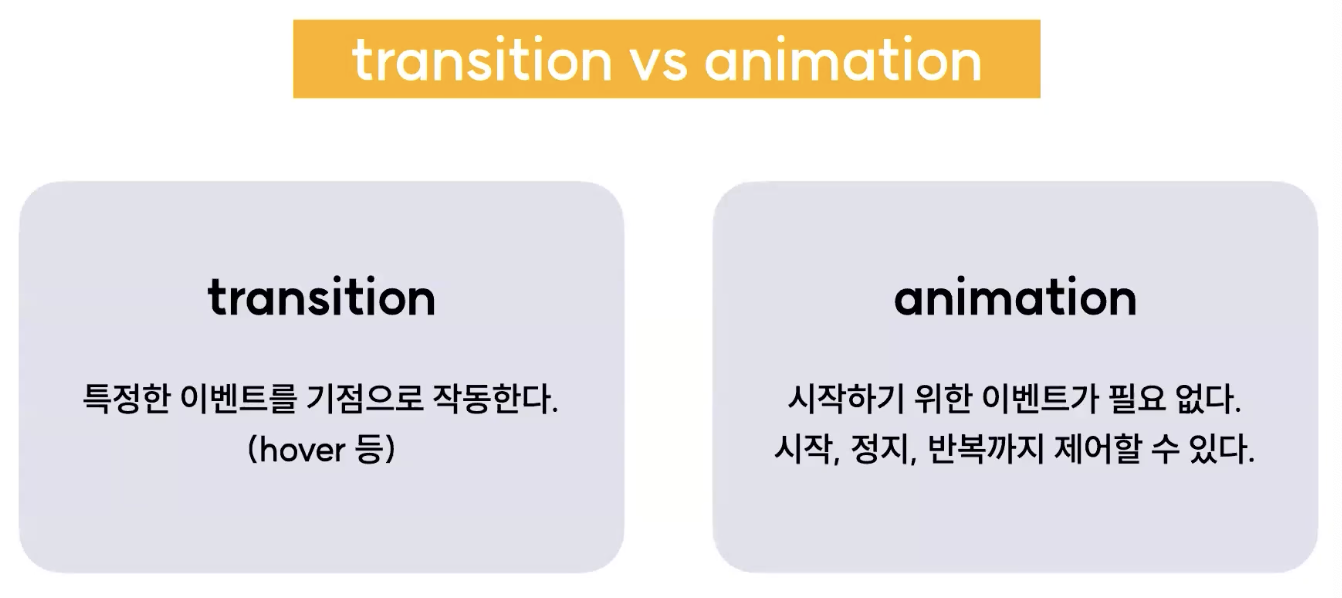 transition vs animation
transition
특정한 이벤트를 기점으로 작동한다.
(hover 등)
animation
시작하기 위한 이벤트가 필요 없다.
시작, 정지, 반복까지 제어할 수 있다.